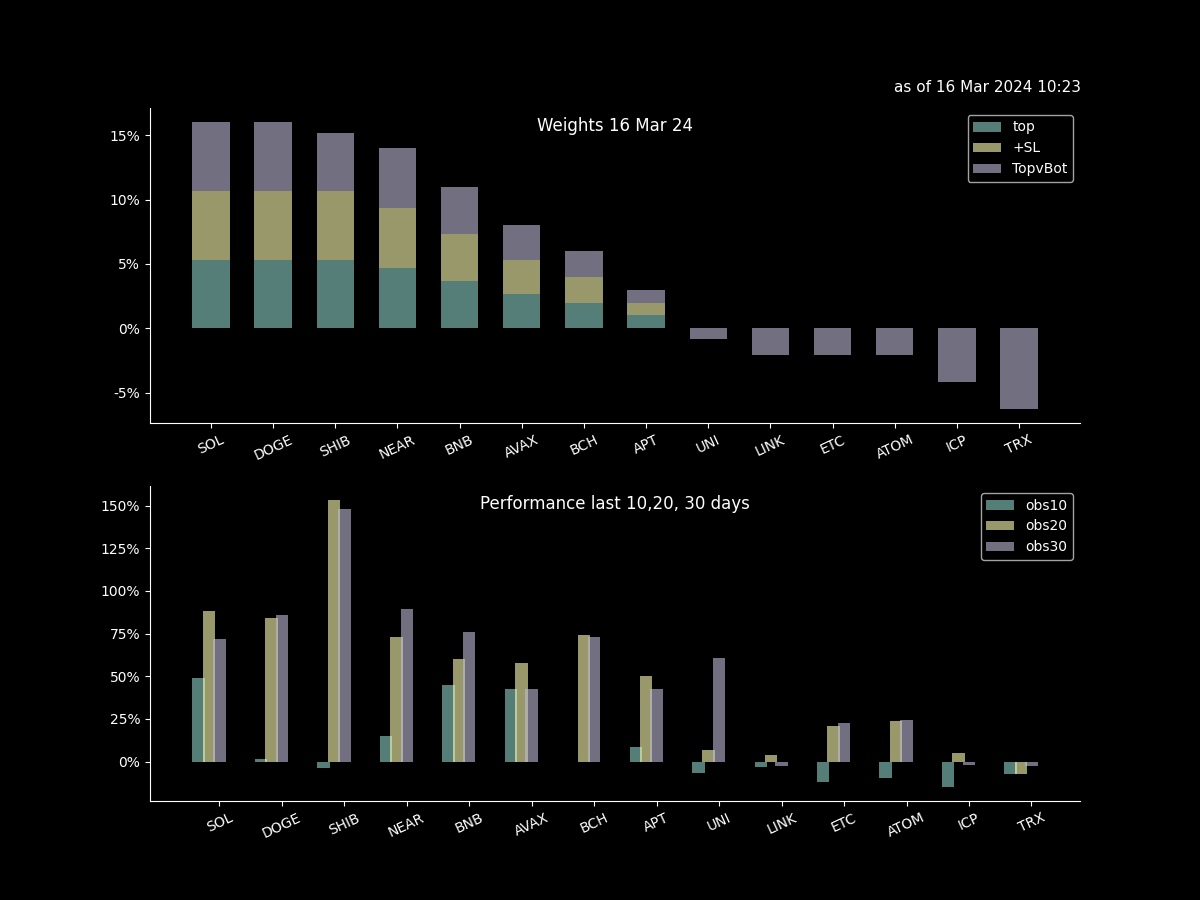 as of 16 Mar 2024 10:23
Weights 16 Mar 24
top
+SL
TopvBot
15%
10%
5%
0%
-5%
SOL DOGE SHIB NEAR BNB AVAX BCH APT UNI LINK ETC ATOM ICP TRX
Performance last 10,20, 30 days
obs10
obs20
obs30
150%
125%
100%
75%
50%
25%
0%
SOL DOGE SHIB NEAR BNB AVAX BCH APT UNI LINK ETC ATOM ICP TRX